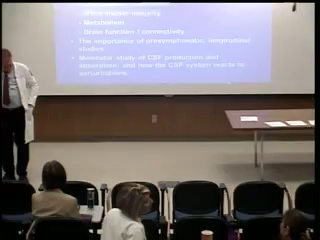 - Metabolism
- Brain function / connectivity
• The importance of presymptomatic, longitudinal
studies
• Molecular study of CSF production and
absorption, and how the CSF system reacts to
perturbations